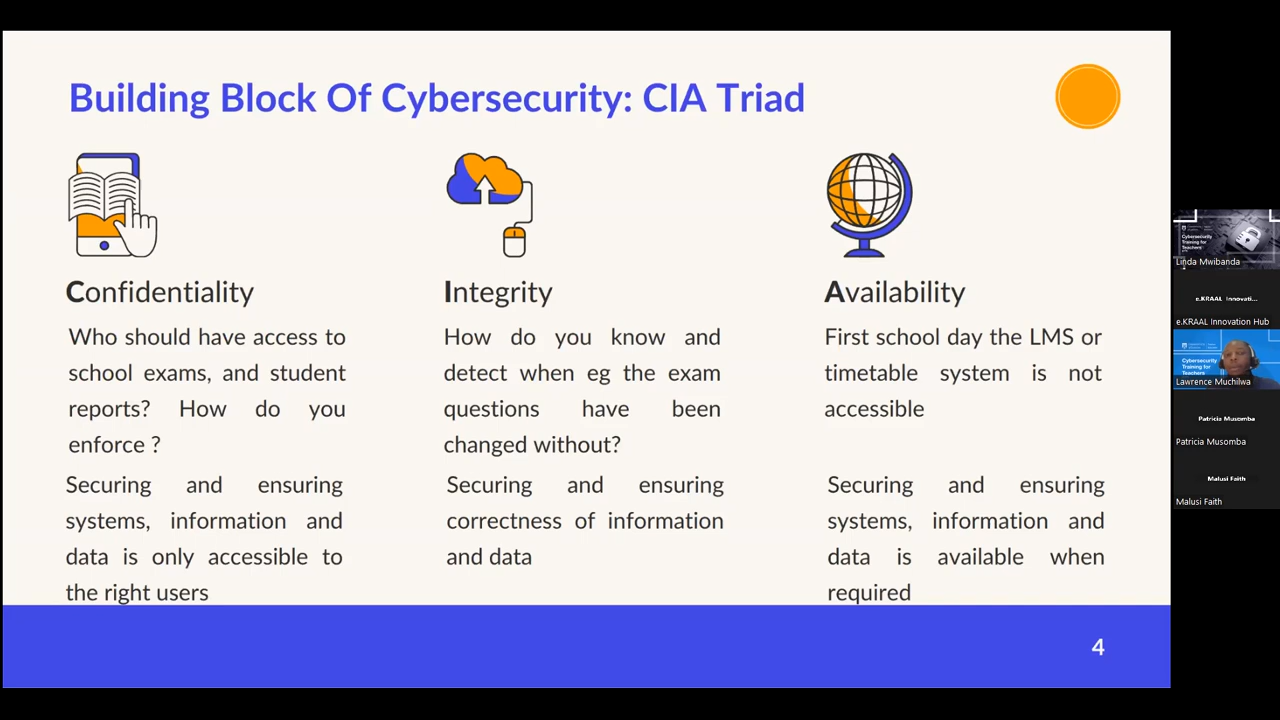 Building Block Of Cybersecurity: CIA Triad
Confidentiality
Who should have access to
school exams, and student
reports? How do you
enforce ?
Securing and ensuring
systems, information and
data is only accessible to
the right users
Integrity
How do you know and
detect when eg the exam
questions have been
changed without?
Securing and ensuring
correctness of information
and data
Availability
First school day the LMS or
timetable system is not
accessible
Securing and ensuring
systems, information and
data is available when
required
4
Cybersecurity
Training for
Teachers
Linda Mwibanda
e.KRAAL Innovati...
e.KRAAL Innovation Hub
Cybersecurity
Training for
Teachers
Lawrence Muchilwa
Patricia Musomba
Patricia Musomba
Malusi Faith
Malusi Faith